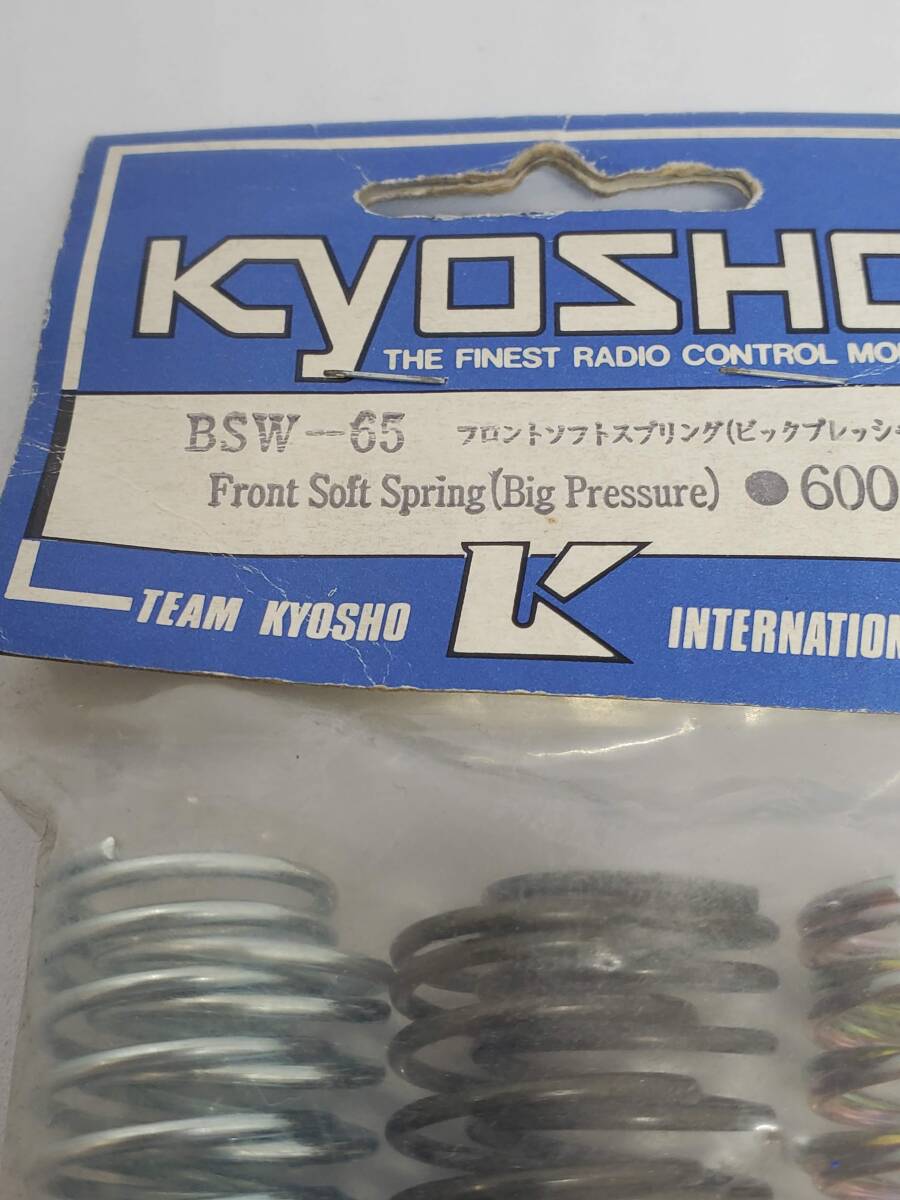 KYOSHO
THE FINEST RADIO CONTROL MO
BSW-65 フロントソフトスプリング(ビックプレッシ
Front Soft Spring(Big Pressure) ●600
TEAM KYOSHO K INTERNATION